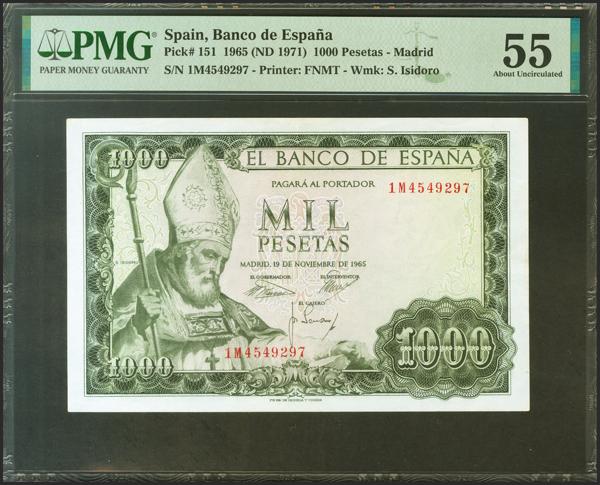 PMG
PAPER MONEY GUARANTY
Spain, Banco de España
Pick# 151 1965 (ND 1971) 1000 Pesetas - Madrid
S/N 1M4549297 - Printer: FNMT - Wmk: S. Isidoro
55
About Uncirculated
1000
EL BANCO DE ESPAÑA
PAGARÁ AL PORTADOR
1M4549297
MIL
PESETAS
MADRID, 19 DE NOVIEMBRE DE 1965
EL GOBERNADOR
EL INTERVENTOR
EL CAJERO
S. ISIDORO
1M4549297
1000
1000